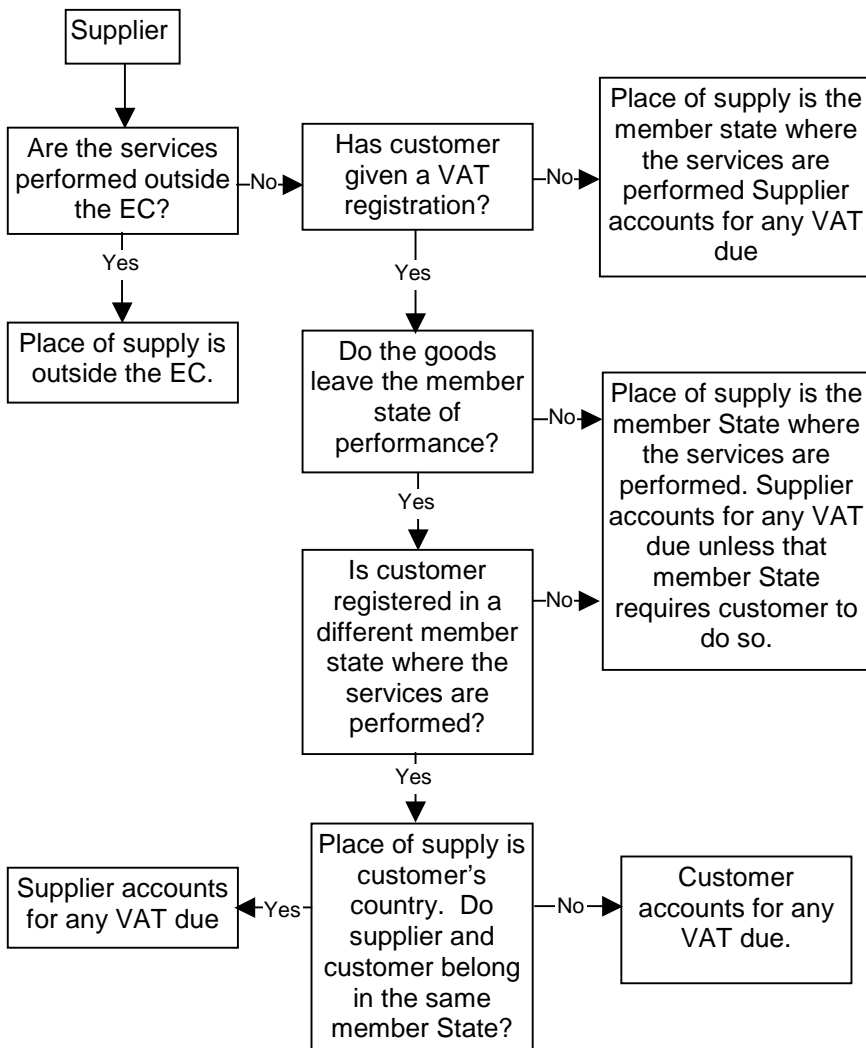 Supplier
Are the services
performed outside
the EC?
No
Has customer
given a VAT
registration?
No
Place of supply is the
member state where
the services are
performed Supplier
accounts for any VAT
due
Yes
Place of supply is
outside the EC.
Yes
Do the goods
leave the member
state of
performance?
No
Place of supply is the
member State where
the services are
performed. Supplier
accounts for any VAT
due unless that
member State
requires customer to
do so.
Yes
Is customer
registered in a
different member
state where the
services are
performed?
No
Yes
Place of supply is
customer’s
country.  Do
supplier and
customer belong
in the same
member State?
Yes
Supplier accounts
for any VAT due
No
Customer
accounts for any
VAT due.